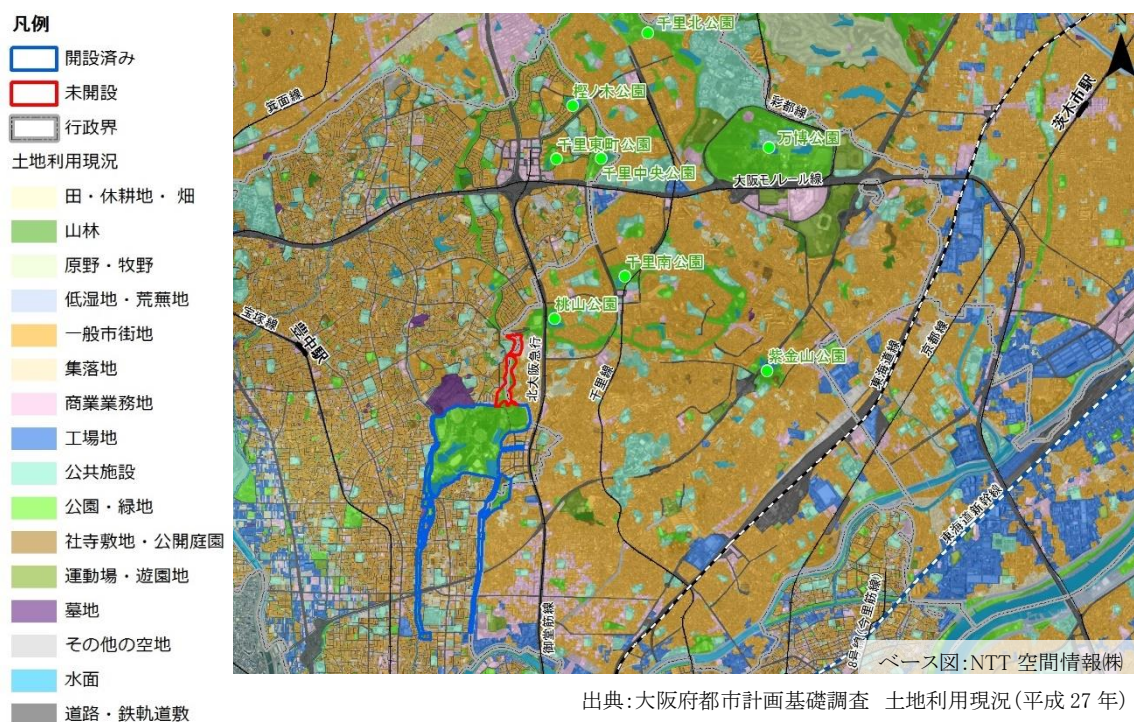 凡例
開設済み
未開設
行政界
土地利用現況
田・休耕地・ 畑
山林
原野・牧野
低湿地・荒蕪地
一般市街地
集落地
商業業務地
工場地
公共施設
公園・緑地
社寺敷地・公開庭園
運動場・遊園地
墓地
その他の空地
水面
道路・鉄軌道敷
千里北公園
N
箕面線
彩都線
茨木市駅
樫ノ木公園
万博公園
千里東町公園
千里中央公園
大阪モノレール線
千里南公園
桃山公園
宝塚線
豊中駅
北大阪急行
千里線
紫金山公園
東海道線
京都線
東海道新幹線
御堂筋線
8号線(今里筋線)
ベース図:NTT 空間情報㈱
出典:大阪府都市計画基礎調査 土地利用現況(平成 27 年)